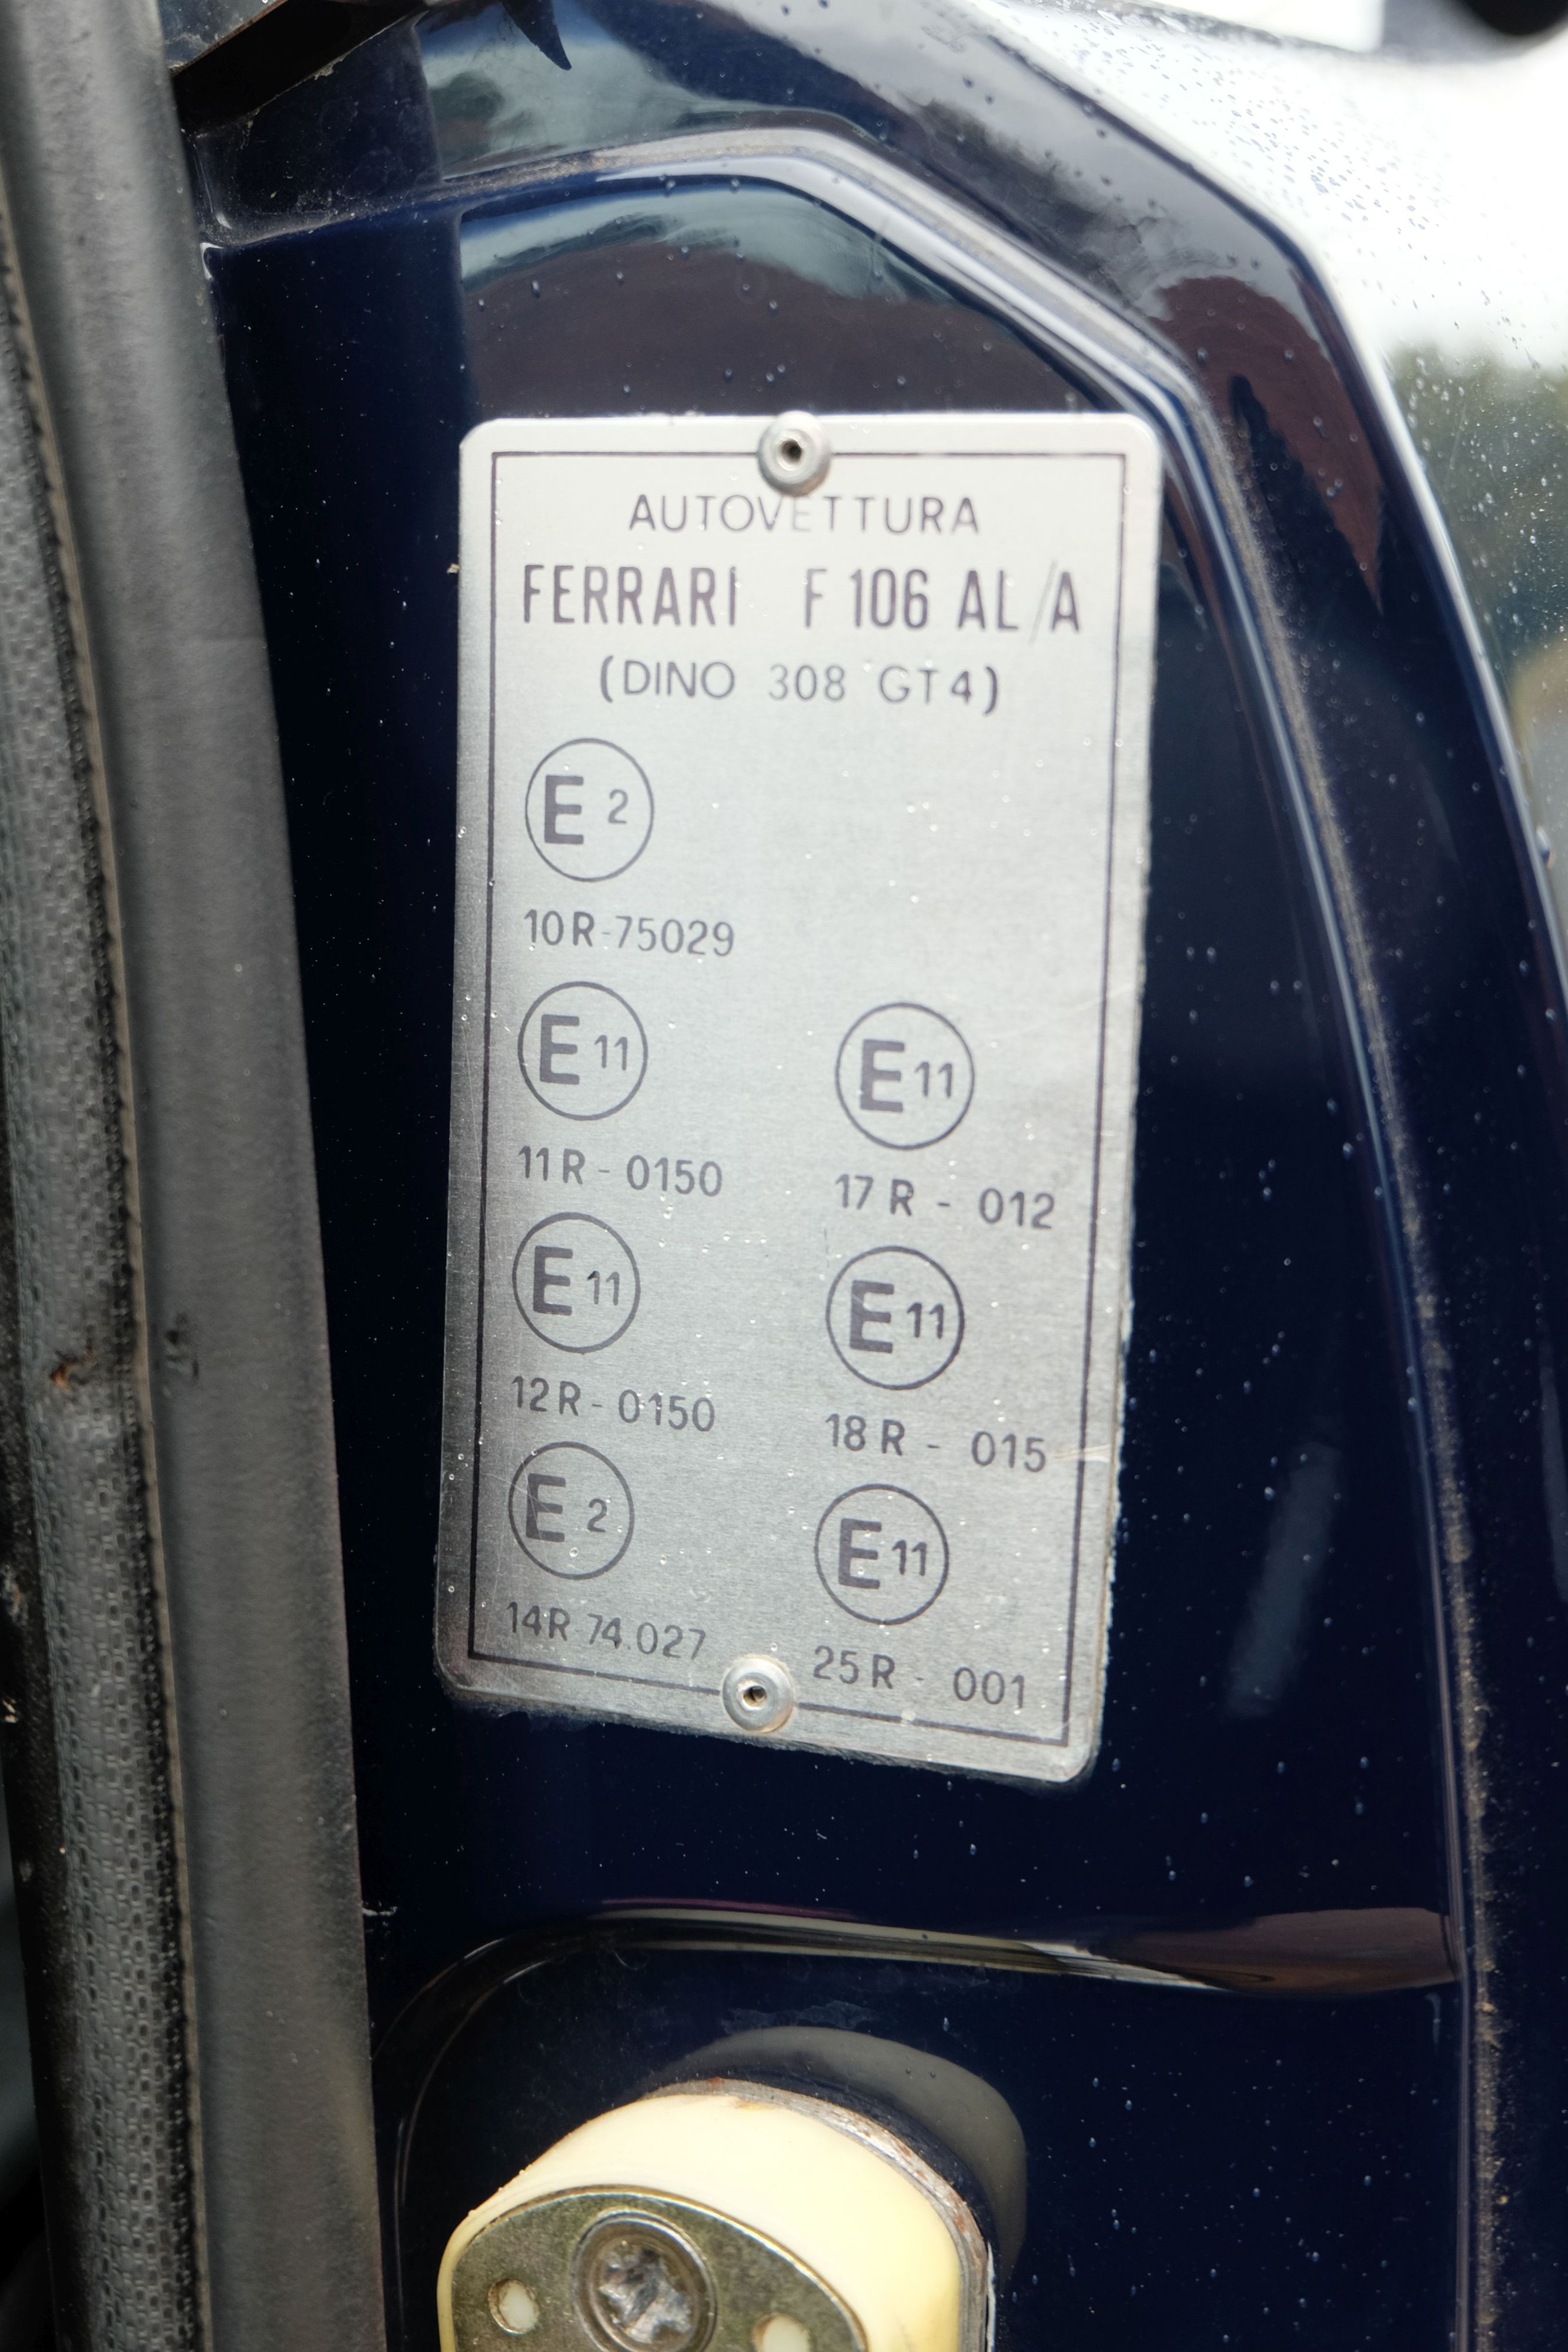 AUTOVETTURA
FERRARI F 106 AL/A
(DINO 308 GT4)
E 2
10R-75029
E 11
11R - 0150
E 11
12R - 0150
E 2
14R 74.027
E 11
17R - 012
E 11
18R - 015
E 11
25R - 001